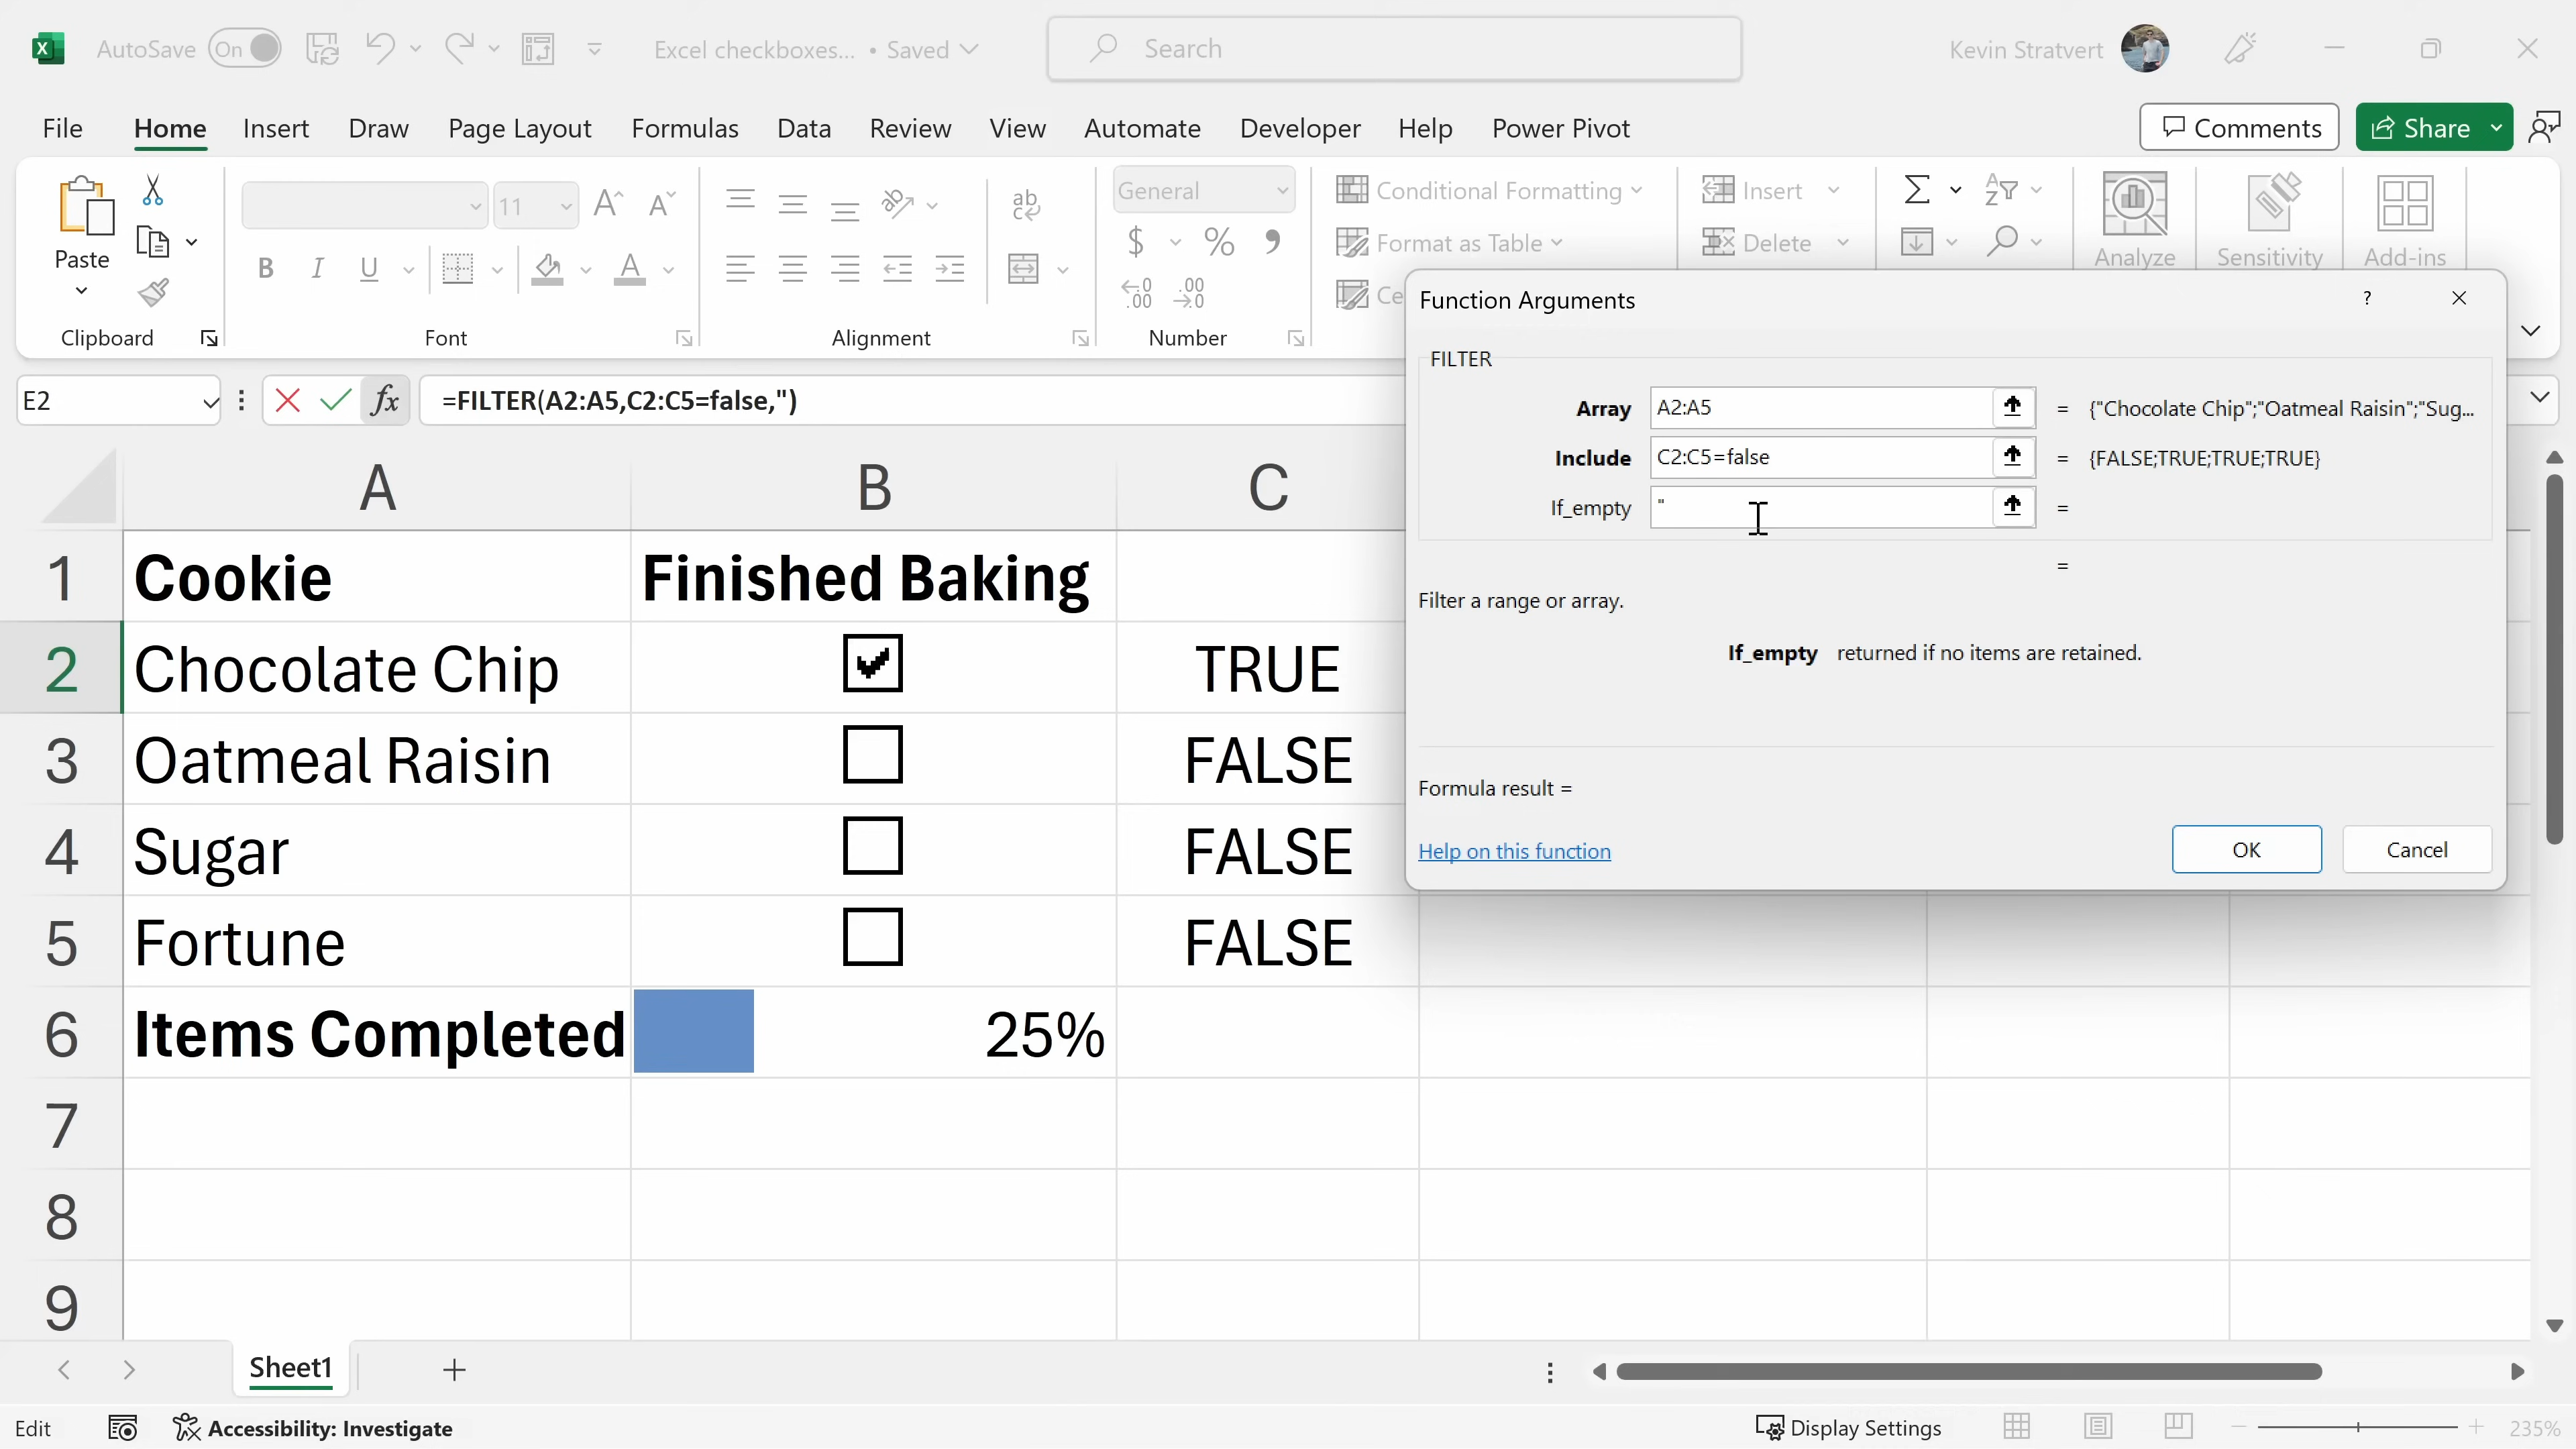 AutoSave On Excel checkboxes... • Saved Search Kevin Stratvert
File Home Insert Draw Page Layout Formulas Data Review View Automate Developer Help Power Pivot Comments Share
Paste
Clipboard
11
B I U A
Font
ab
c
Alignment
General
$ % ,
Number
Conditional Formatting
Format as Table
Ce
Insert
Delete
Analyze
Sensitivity
Add-ins
E2 fx =FILTER(A2:A5,C2:C5=false,")
Function Arguments ?
FILTER
Array A2:A5 = {"Chocolate Chip";"Oatmeal Raisin";"Sug...
Include C2:C5=false = {FALSE;TRUE;TRUE;TRUE}
If_empty " =
=
Filter a range or array.
If_empty returned if no items are retained.
Formula result =
Help on this function OK Cancel
A B C
1 Cookie Finished Baking
2 Chocolate Chip TRUE
3 Oatmeal Raisin FALSE
4 Sugar FALSE
5 Fortune FALSE
6 Items Completed 25%
7
8
9
Sheet1
Edit Accessibility: Investigate Display Settings 235%